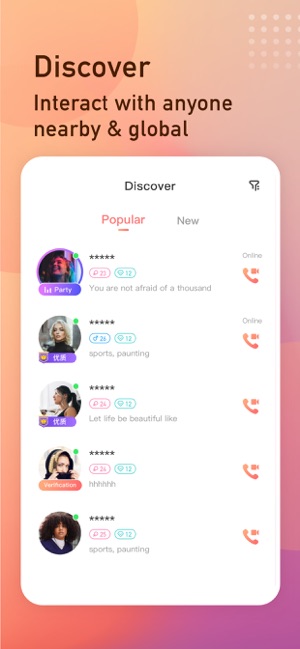 Discover
Interact with anyone
nearby & global
Discover
Popular
New
*****
Online
22
12
Party
You are not afraid of a thousand
*****
Online
26
12
优质
sports, paunting
*****
26
12
优质
Let life be beautiful like
*****
26
12
Verification
hhhhhh
*****
25
12
sports, paunting